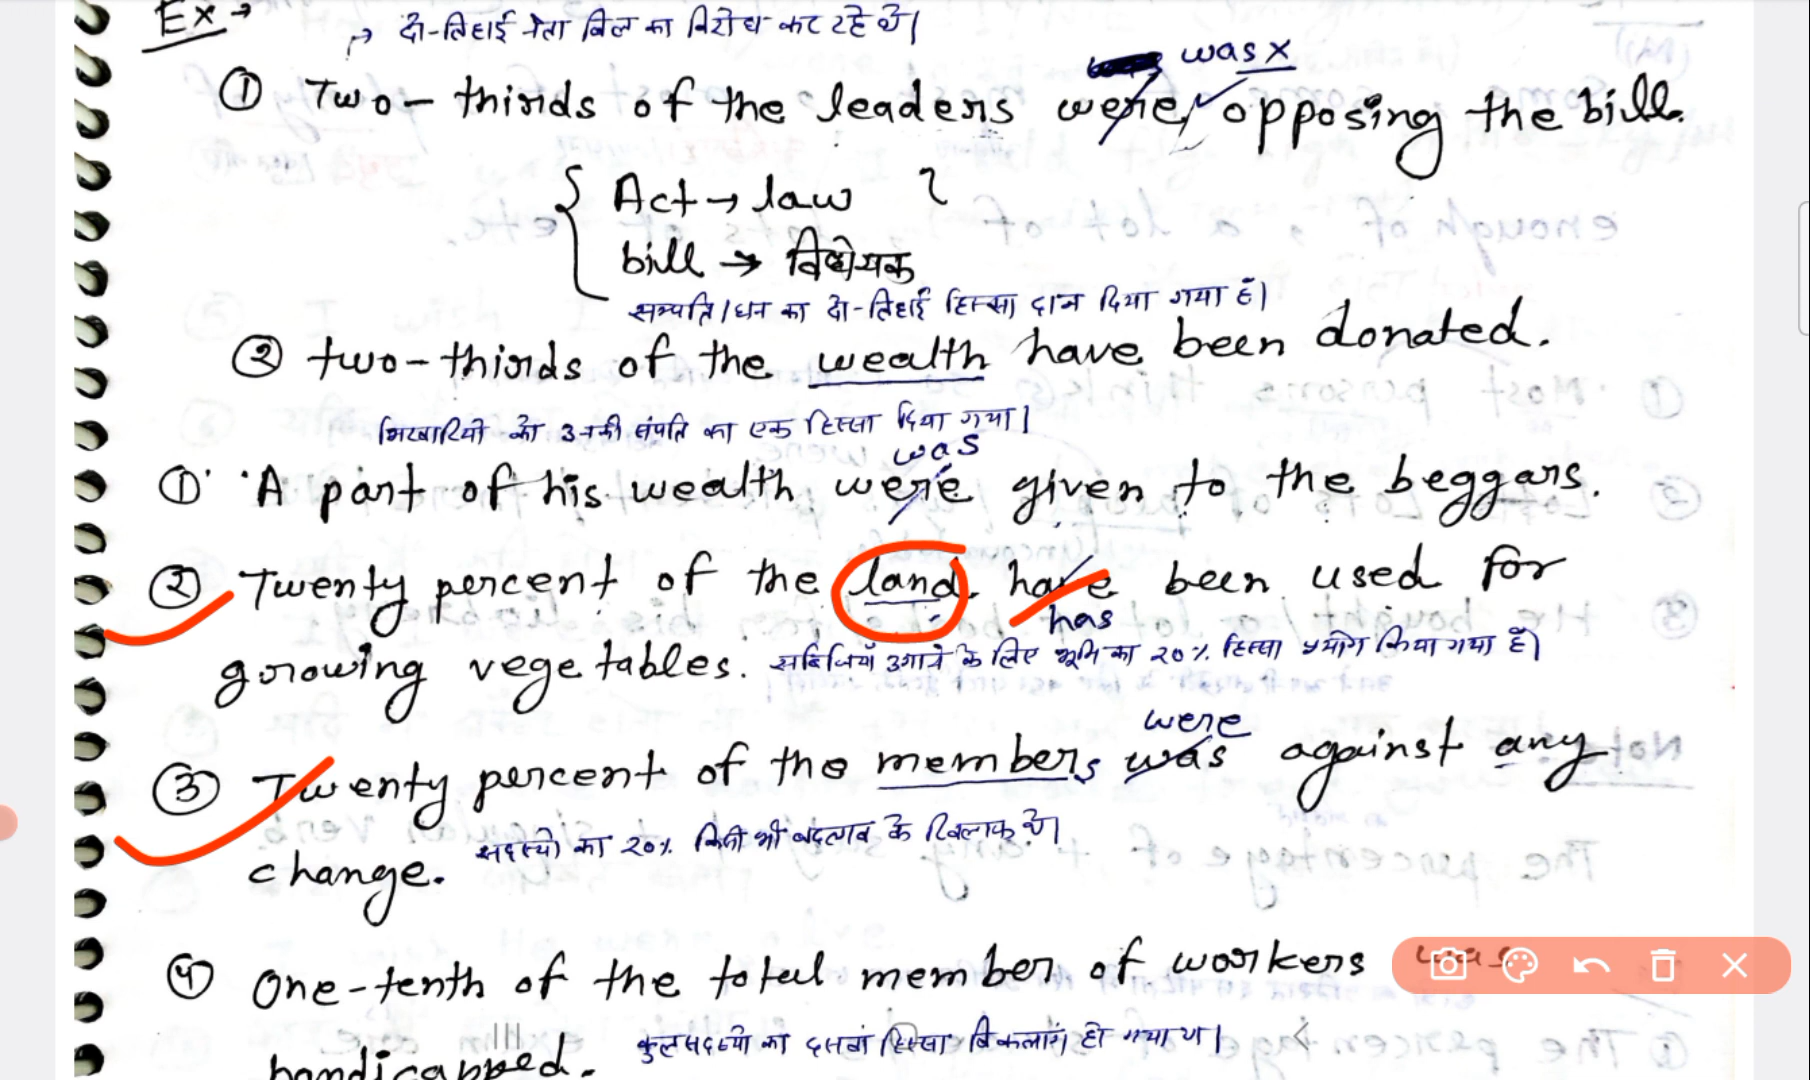 Ex →
→ दो-तिहाई नेता बिल का विरोध कर रहे थे।
was x
① Two-thirds of the leaders were opposing the bill.
Act → law
bill → विधेयक
सम्पत्ति/धन का दो-तिहाई हिस्सा दान दिया गया है।
② two-thirds of the wealth have been donated.
भिखारियो को उनकी संपत्ति का एक हिस्सा दिया गया।
was
① A part of his wealth were given to the beggars.
② Twenty percent of the land have been used for
has
growing vegetables. सब्जियाँ उगाने के लिए भूमि का 20% हिस्सा प्रयोग किया गया है।
were
③ Twenty percent of the members was against any
change. सदस्यो का 20% किसी भी बदलाव के खिलाफ थे।
④ One-tenth of the total member of workers was
कुल सदस्यो का दसवां हिस्सा विकलांग हो गया था।
handicapped.